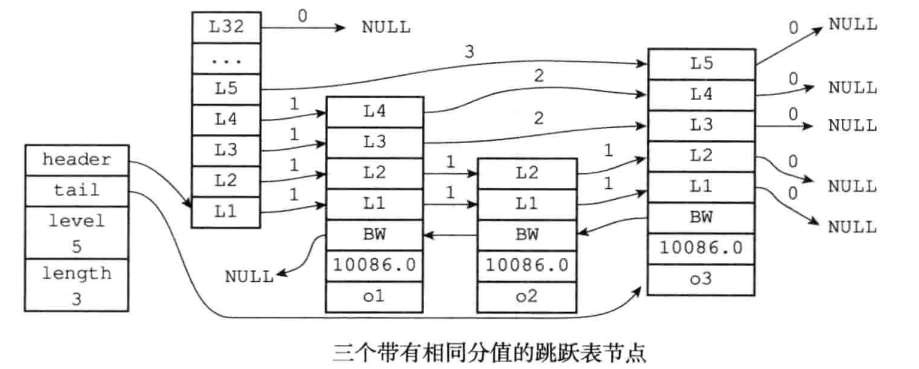 header
tail
level
5
length
3
L32
...
L5
L4
L3
L2
L1
0
NULL
3
1
1
1
1
L4
L3
L2
L1
BW
10086.0
o1
NULL
2
2
1
1
L2
L1
BW
10086.0
o2
1
1
L5
L4
L3
L2
L1
BW
10086.0
o3
0
NULL
0
NULL
0
NULL
0
NULL
0
NULL
三个带有相同分值的跳跃表节点